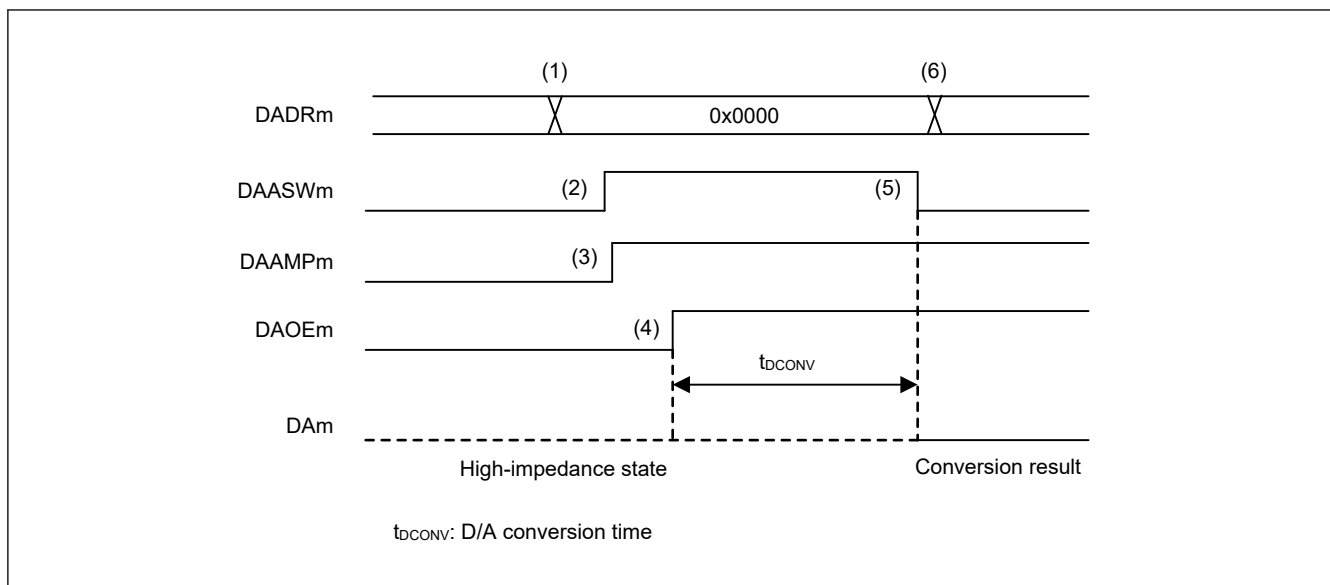 (1) (6)
DADRm 0x0000
DAASWm (2) (5)
DAAMPm (3)
DAOEm (4)
tDCONV
DAm
High-impedance state Conversion result
tDCONV: D/A conversion time